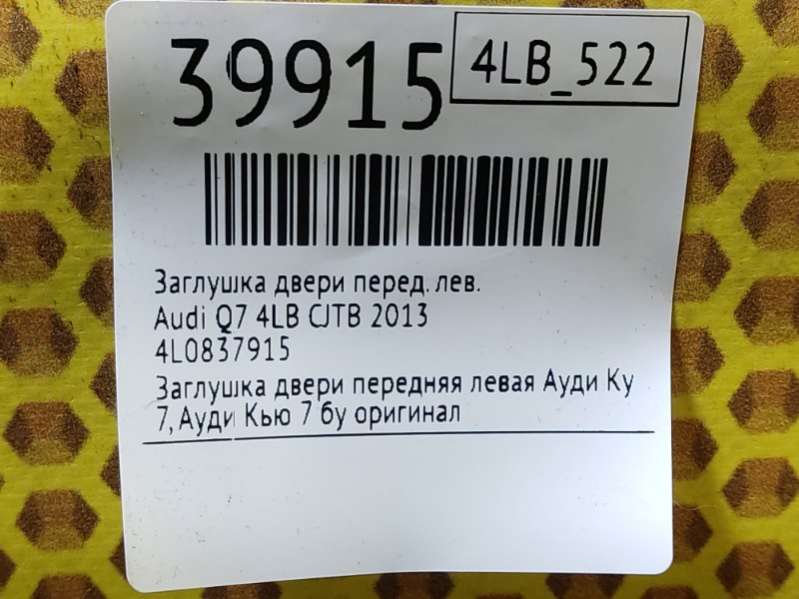 39915
4LB_522
Заглушка двери перед. лев.
Audi Q7 4LB CJTB 2013
4L0837915
Заглушка двери передняя левая Ауди Ку
7, Ауди Кью 7 бу оригинал